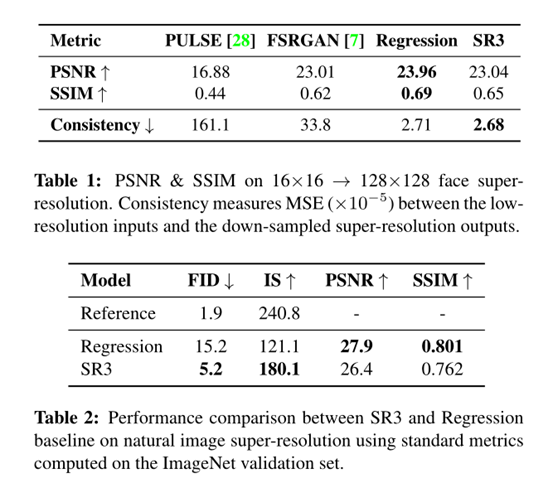 Metric PULSE [28] FSRGAN [7] Regression SR3
PSNR ↑ 16.88 23.01 23.96 23.04
SSIM ↑ 0.44 0.62 0.69 0.65
Consistency ↓ 161.1 33.8 2.71 2.68
Table 1: PSNR & SSIM on 16×16 → 128×128 face super-
resolution. Consistency measures MSE (×10⁻⁵) between the low-
resolution inputs and the down-sampled super-resolution outputs.
Model FID ↓ IS ↑ PSNR ↑ SSIM ↑
Reference 1.9 240.8 - -
Regression 15.2 121.1 27.9 0.801
SR3 5.2 180.1 26.4 0.762
Table 2: Performance comparison between SR3 and Regression
baseline on natural image super-resolution using standard metrics
computed on the ImageNet validation set.